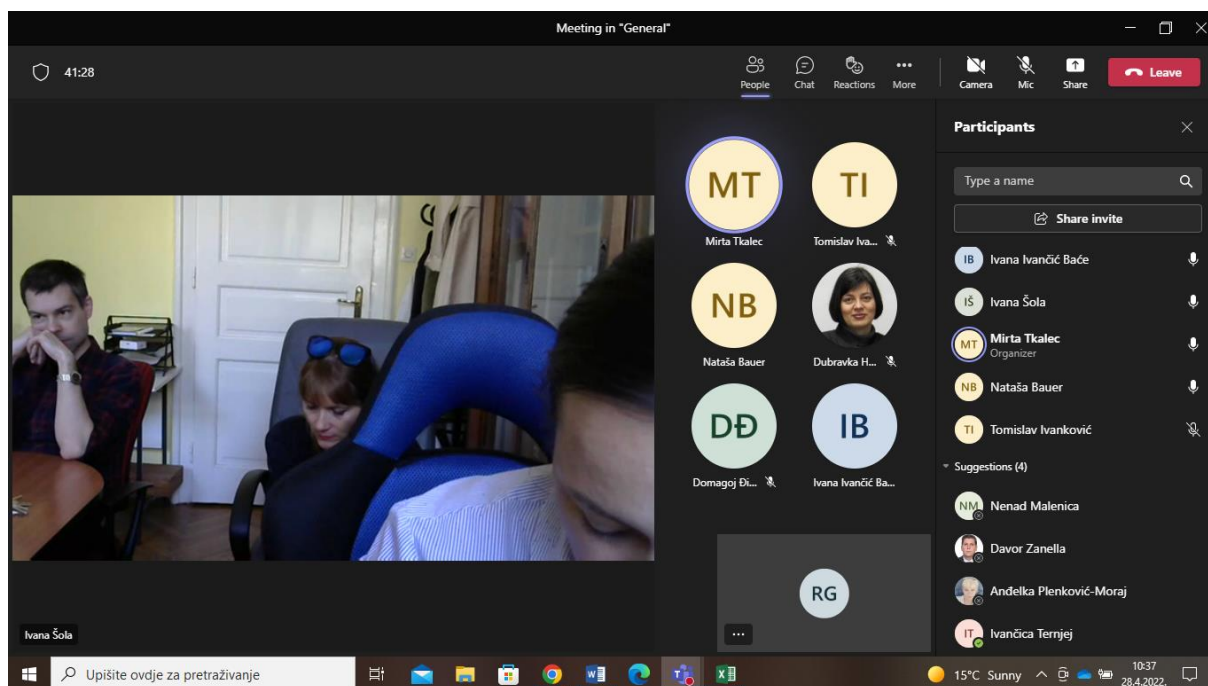 Meeting in "General"
41:28
People
Chat
Reactions
More
Camera
Mic
Share
Leave
MT
Mirta Tkalec
TI
Tomislav Iva...
NB
Nataša Bauer
Dubravka H...
DĐ
Domagoj Đi...
IB
Ivana Ivančić Ba...
RG
...
Ivana Šola
Participants
Type a name
Share invite
IB Ivana Ivančić Baće
IŠ Ivana Šola
MT Mirta Tkalec
Organizer
NB Nataša Bauer
TI Tomislav Ivanković
Suggestions (4)
NM Nenad Malenica
Davor Zanella
Anđelka Plenković-Moraj
IT Ivančica Ternjej
Upišite ovdje za pretraživanje
15°C Sunny
10:37
28.4.2022.